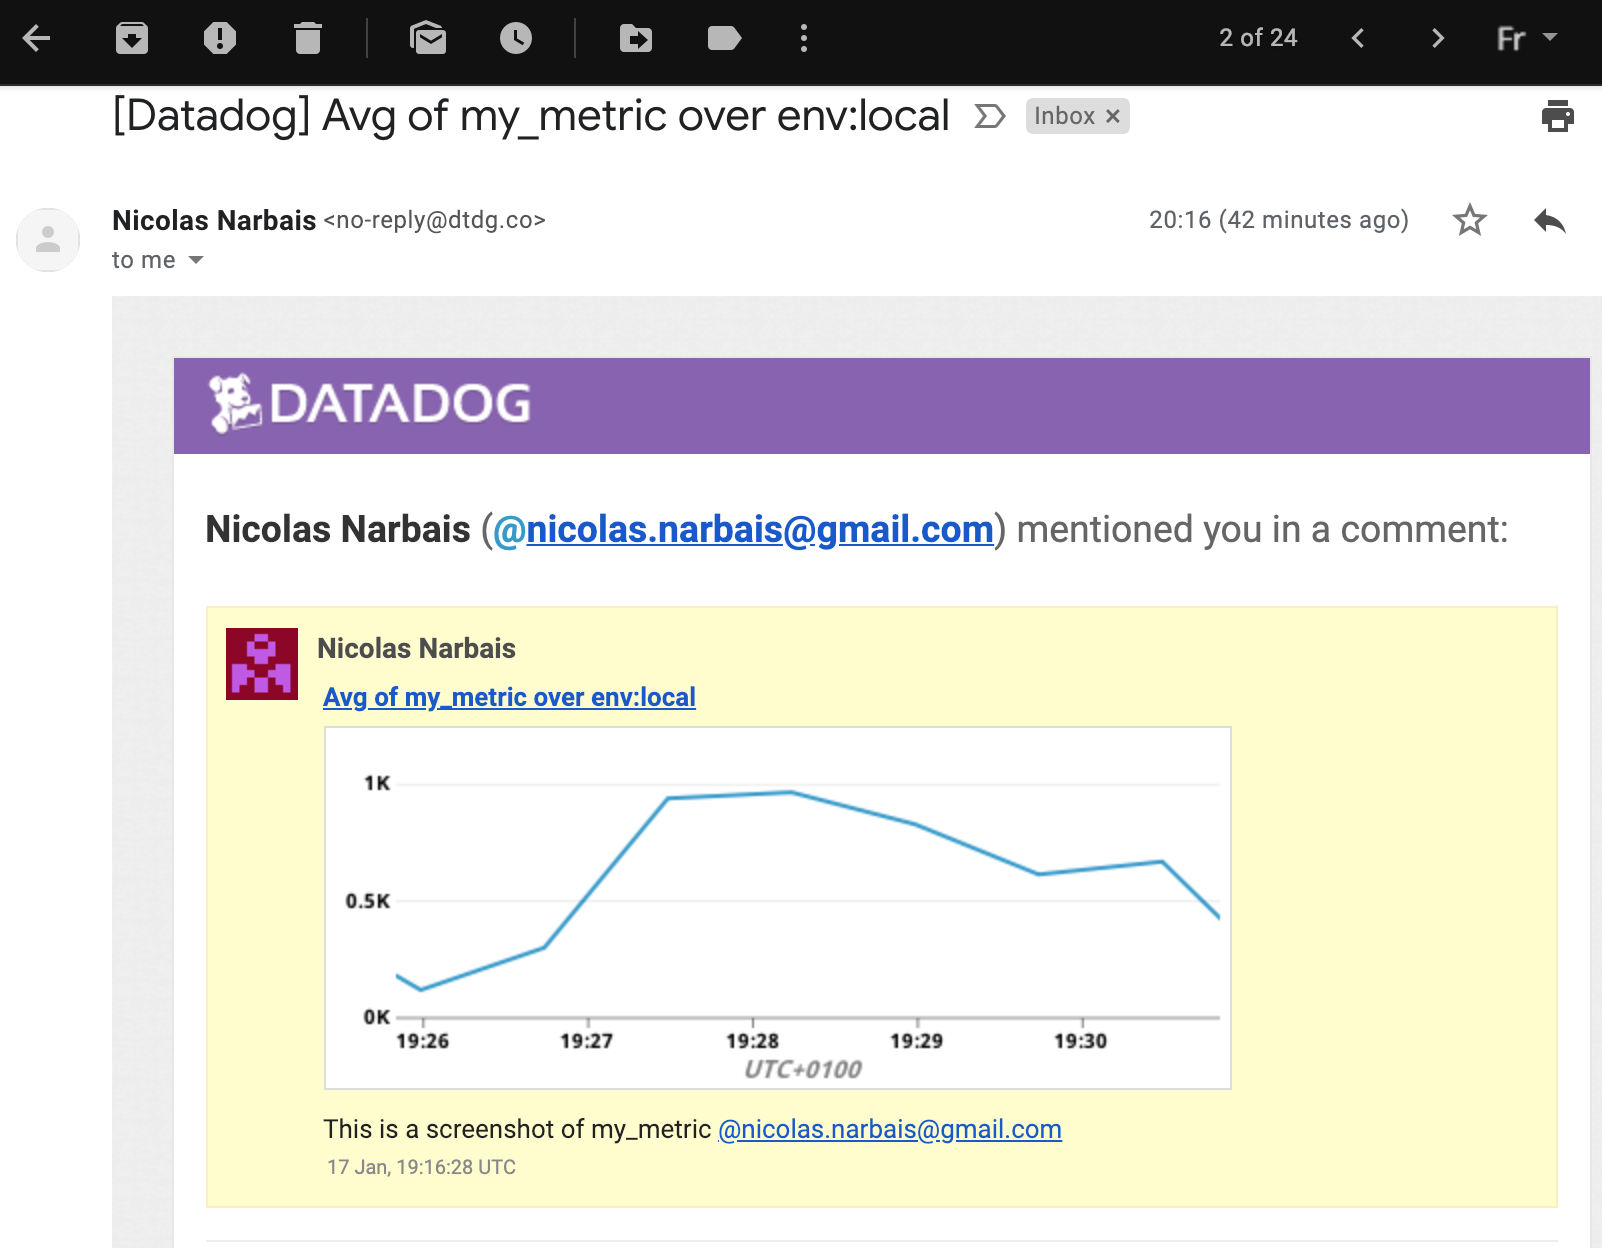 2 of 24
Fr
[Datadog] Avg of my_metric over env:local
Inbox ×
Nicolas Narbais <no-reply@dtdg.co>
20:16 (42 minutes ago)
to me
DATADOG
Nicolas Narbais (@nicolas.narbais@gmail.com) mentioned you in a comment:
Nicolas Narbais
Avg of my_metric over env:local
1K
0.5K
0K
19:26 19:27 19:28 19:29 19:30
UTC+0100
This is a screenshot of my_metric @nicolas.narbais@gmail.com
17 Jan, 19:16:28 UTC